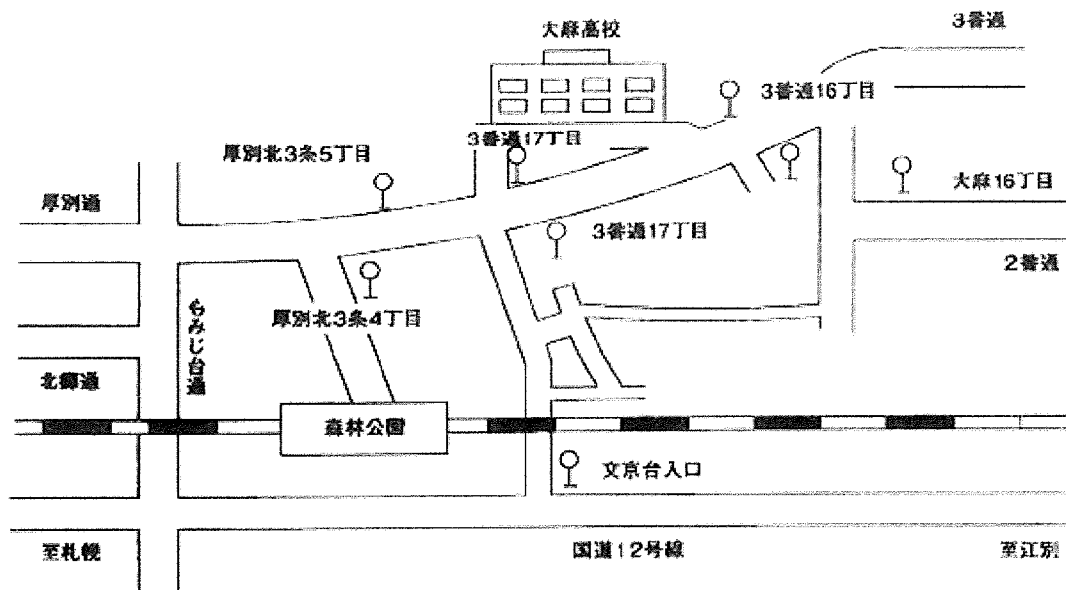 3番通
大麻高校
3番通16丁目
3番通17丁目
厚別北3条5丁目
大麻16丁目
厚別通
3番通17丁目
2番通
もみじ台通
厚別北3条4丁目
北郷通
森林公園
文京台入口
至札幌
国道12号線
至江別